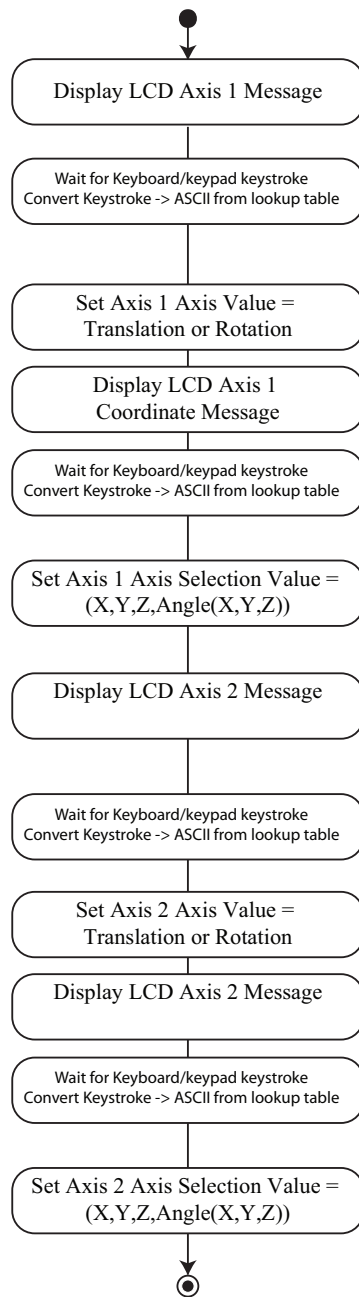 Display LCD Axis 1 Message
Wait for Keyboard/keypad keystroke
Convert Keystroke -> ASCII from lookup table
Set Axis 1 Axis Value =
Translation or Rotation
Display LCD Axis 1
Coordinate Message
Wait for Keyboard/keypad keystroke
Convert Keystroke -> ASCII from lookup table
Set Axis 1 Axis Selection Value =
(X,Y,Z,Angle(X,Y,Z))
Display LCD Axis 2 Message
Wait for Keyboard/keypad keystroke
Convert Keystroke -> ASCII from lookup table
Set Axis 2 Axis Value =
Translation or Rotation
Display LCD Axis 2 Message
Wait for Keyboard/keypad keystroke
Convert Keystroke -> ASCII from lookup table
Set Axis 2 Axis Selection Value =
(X,Y,Z,Angle(X,Y,Z))